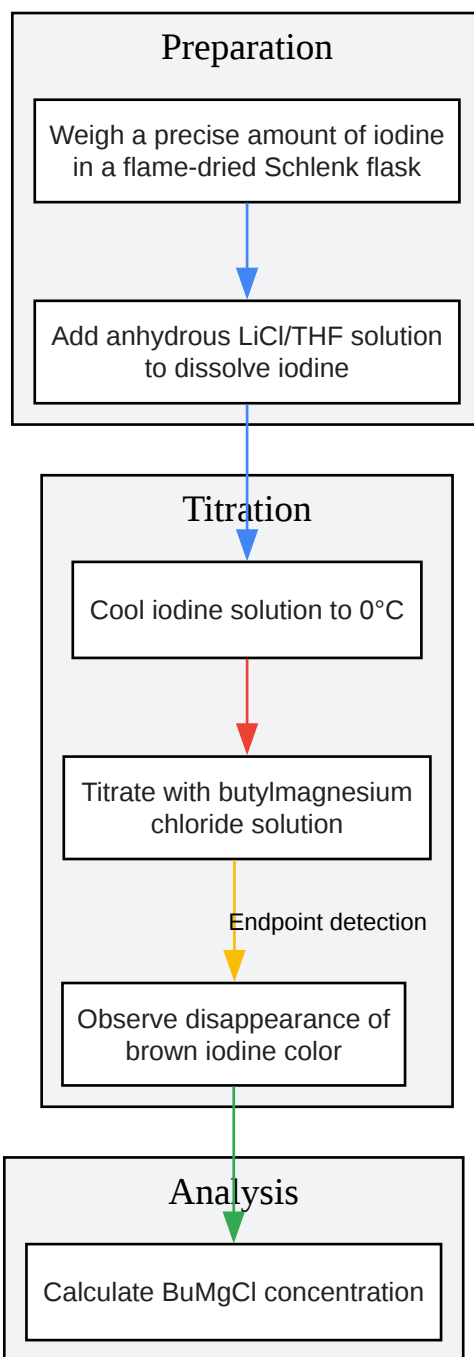 Preparation
Weigh a precise amount of iodine
in a flame-dried Schlenk flask
Add anhydrous LiCl/THF solution
to dissolve iodine
Titration
Cool iodine solution to 0°C
Titrate with butylmagnesium
chloride solution
Endpoint detection
Observe disappearance of
brown iodine color
Analysis
Calculate BuMgCl concentration